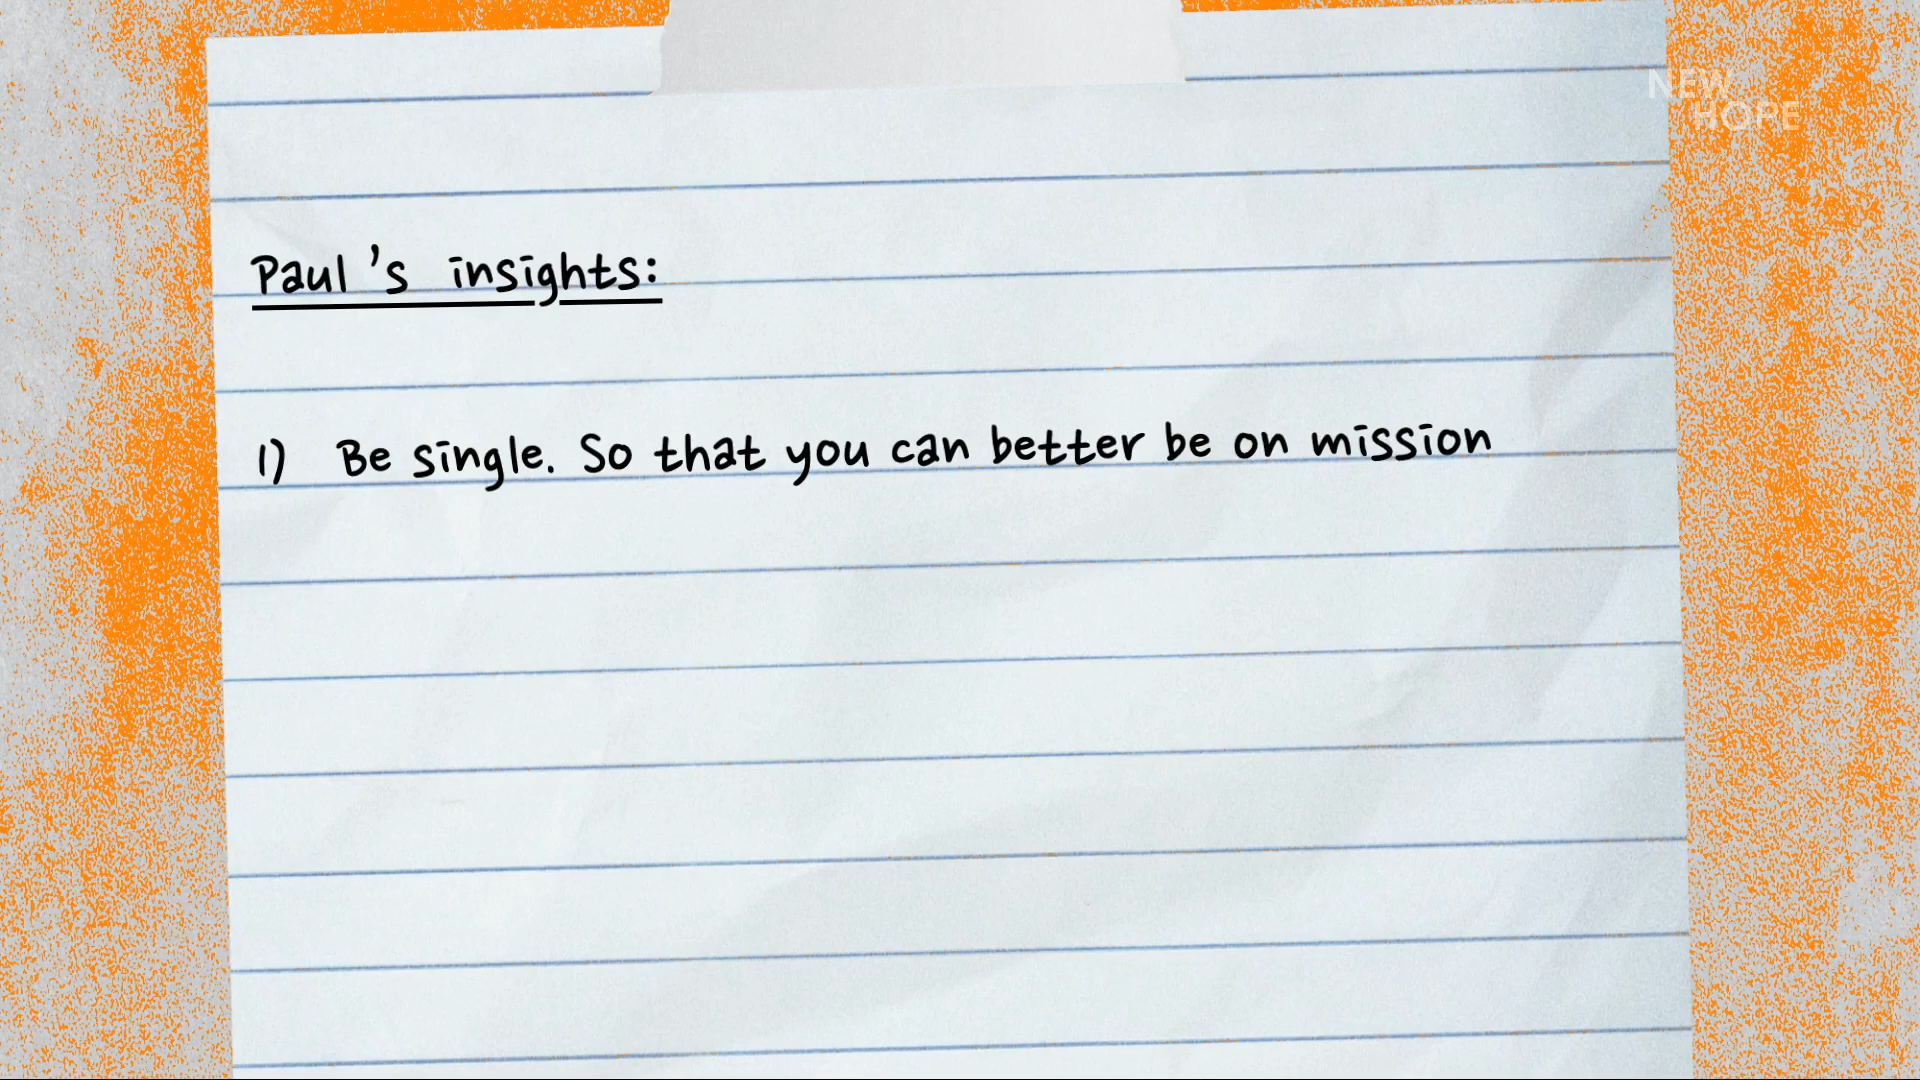 NEW
HOPE
Paul's insights:
1) Be single. So that you can better be on mission